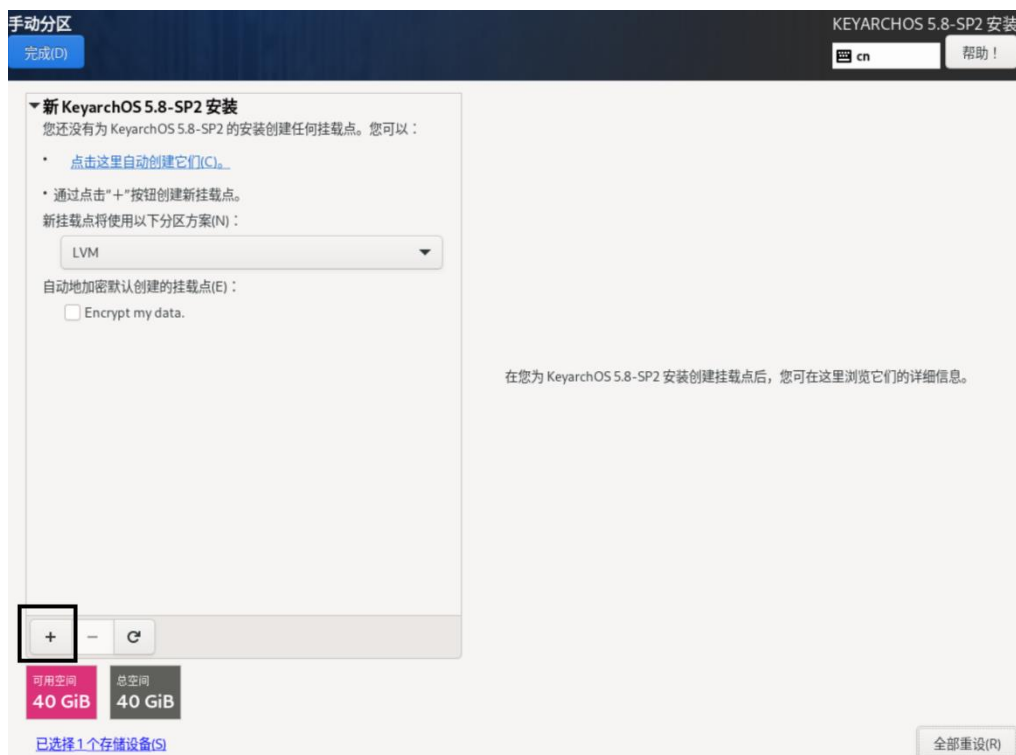 手动分区
KEYARCHOS 5.8-SP2 安装
完成(D)
cn
帮助！
新 KeyarchOS 5.8-SP2 安装
您还没有为 KeyarchOS 5.8-SP2 的安装创建任何挂载点。您可以：
• 点击这里自动创建它们(C)。
• 通过点击“+”按钮创建新挂载点。
新挂载点将使用以下分区方案(N)：
LVM
自动地加密默认创建的挂载点(E)：
Encrypt my data.
在您为 KeyarchOS 5.8-SP2 安装创建挂载点后，您可在这里浏览它们的详细信息。
+ −
可用空间
40 GiB
总空间
40 GiB
已选择 1 个存储设备(S)
全部重设(R)